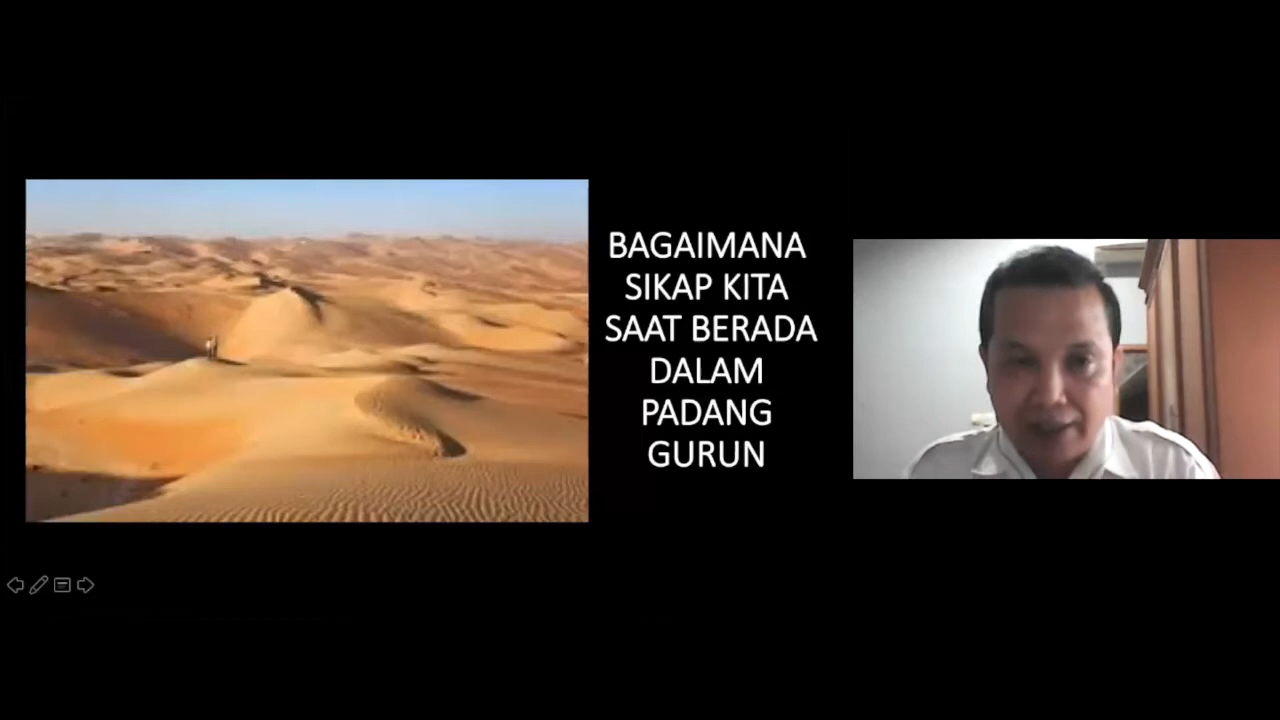 BAGAIMANA
SIKAP KITA
SAAT BERADA
DALAM
PADANG
GURUN